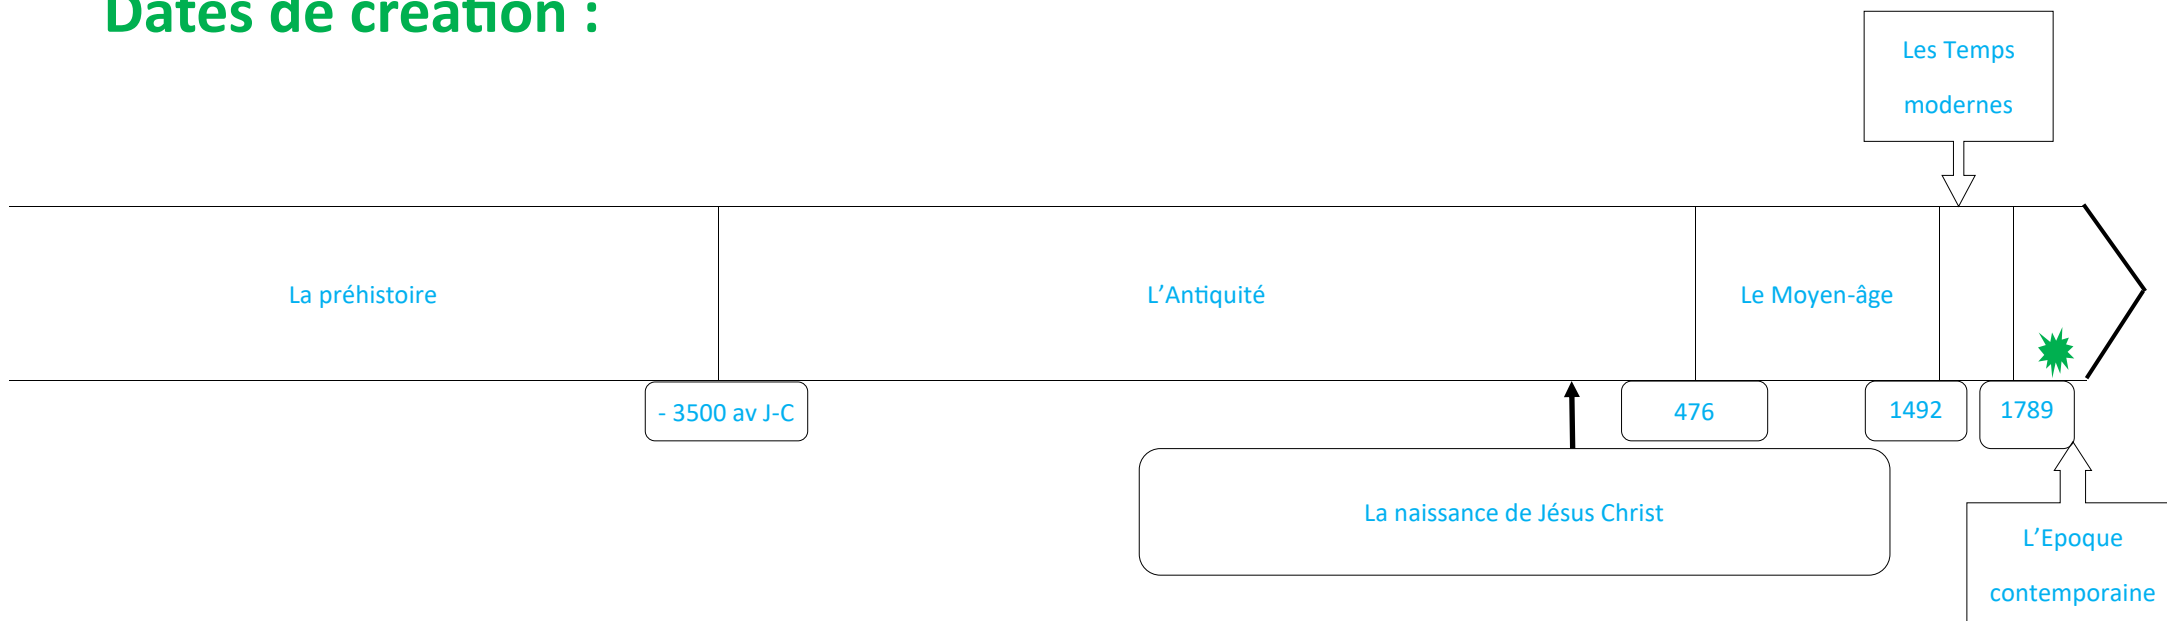 Dates de création :
Les Temps
modernes
La préhistoire
L’Antiquité
Le Moyen-âge
- 3500 av J-C
476
1492
1789
La naissance de Jésus Christ
L’Epoque
contemporaine